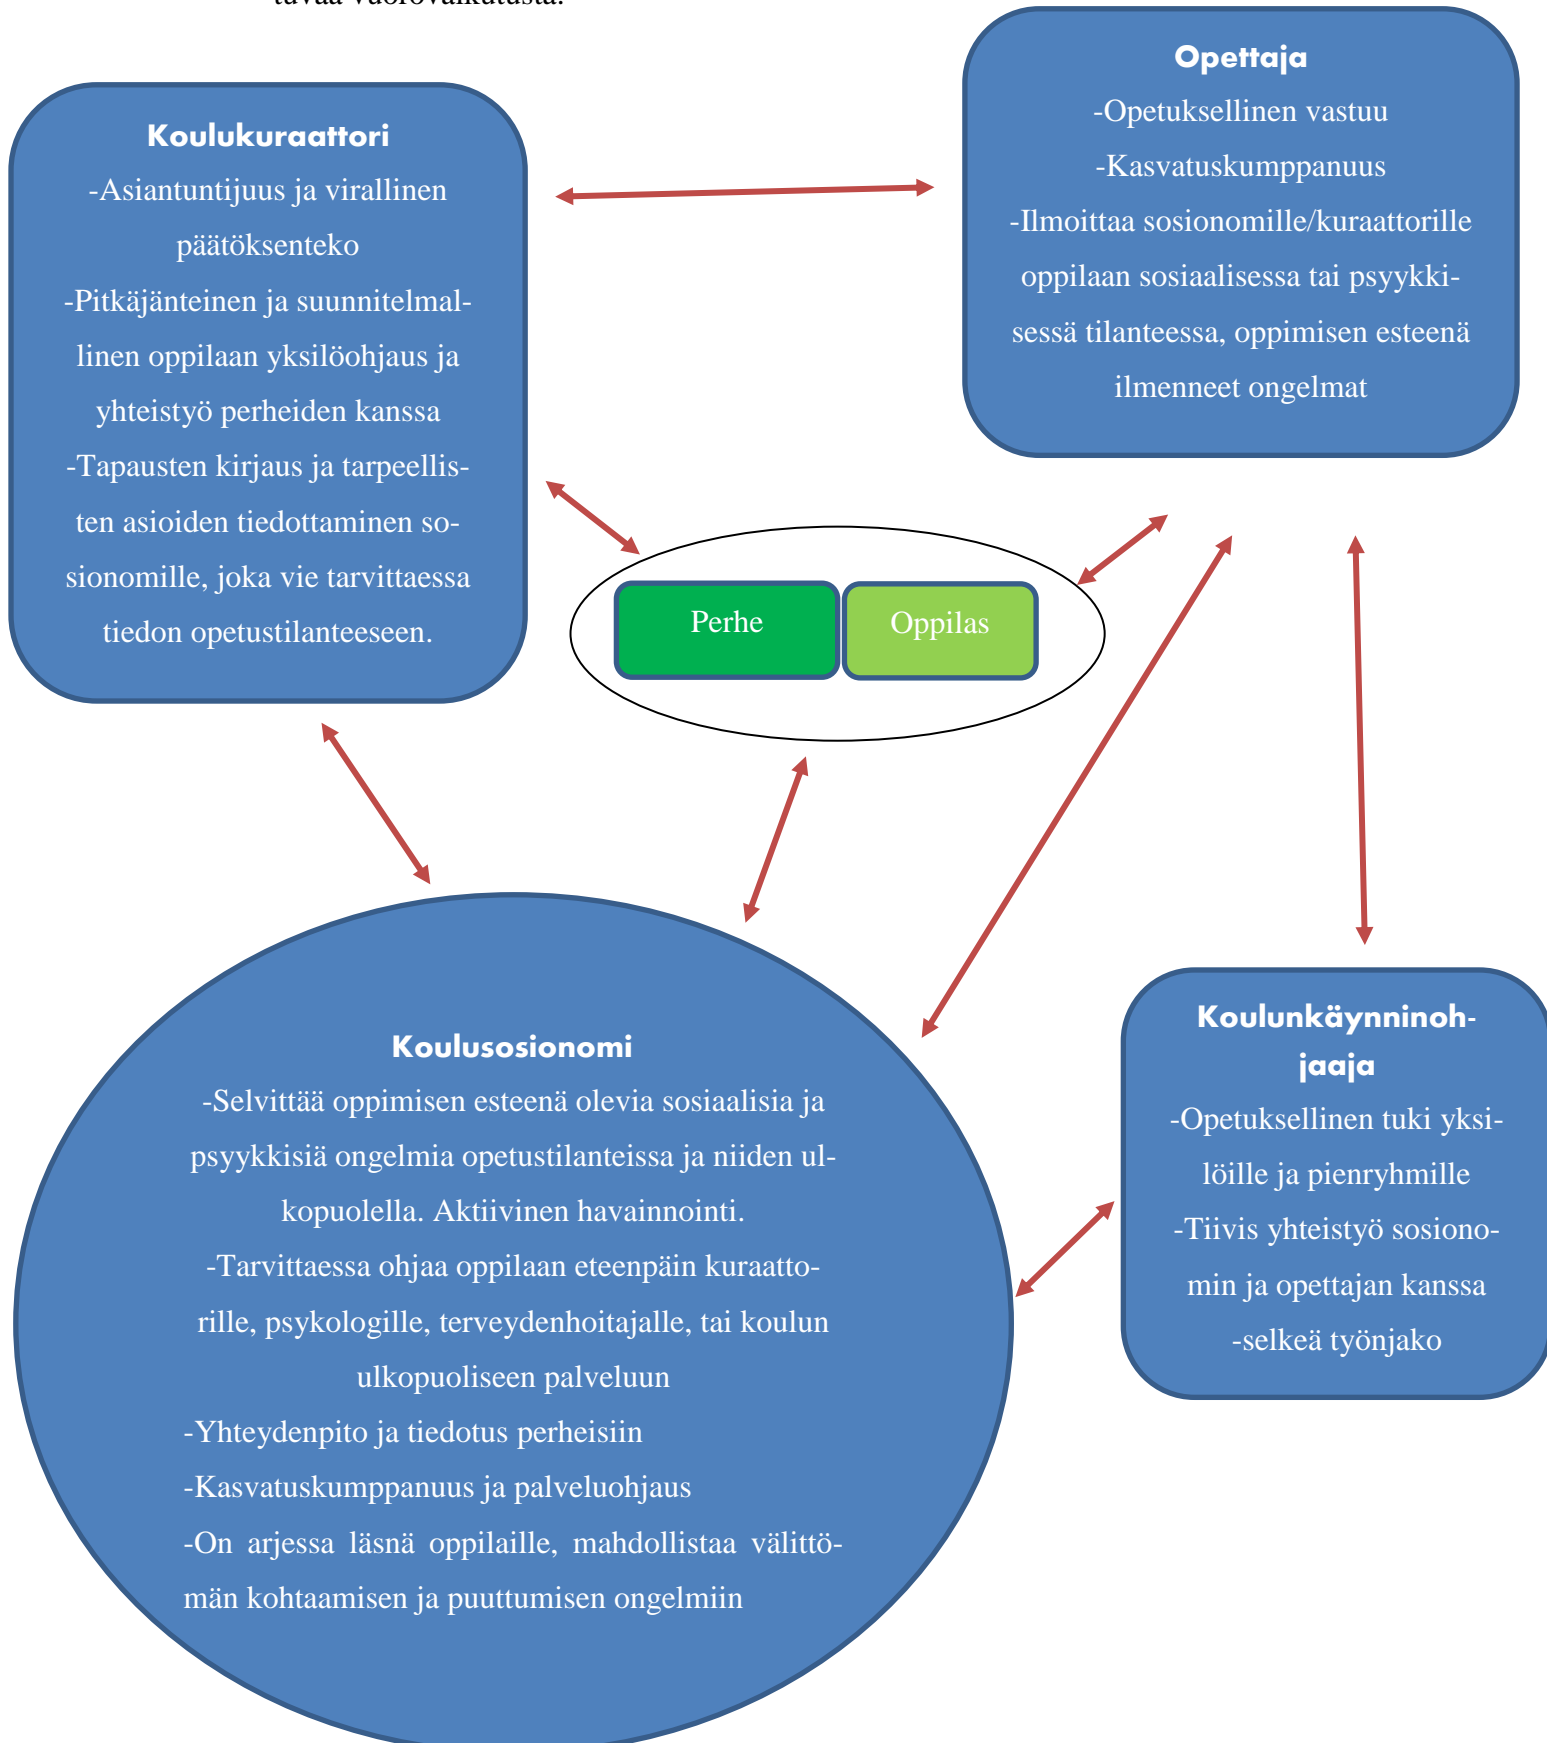 tuvaa vuorovaikutusta.
Opettaja
-Opetuksellinen vastuu
-Kasvatuskumppanuus
-Ilmoittaa sosionomille/kuraattorille
oppilaan sosiaalisessa tai psyykki-
sessä tilanteessa, oppimisen esteenä
ilmenneet ongelmat
Koulukuraattori
-Asiantuntijuus ja virallinen
päätöksenteko
-Pitkäjänteinen ja suunnitelmal-
linen oppilaan yksilöohjaus ja
yhteistyö perheiden kanssa
-Tapausten kirjaus ja tarpeellis-
ten asioiden tiedottaminen so-
sionomille, joka vie tarvittaessa
tiedon opetustilanteeseen.
Perhe
Oppilas
Koulusosionomi
-Selvittää oppimisen esteenä olevia sosiaalisia ja
psyykkisiä ongelmia opetustilanteissa ja niiden ul-
kopuolella. Aktiivinen havainnointi.
-Tarvittaessa ohjaa oppilaan eteenpäin kuraatto-
rille, psykologille, terveydenhoitajalle, tai koulun
ulkopuoliseen palveluun
-Yhteydenpito ja tiedotus perheisiin
-Kasvatuskumppanuus ja palveluohjaus
-On arjessa läsnä oppilaille, mahdollistaa välittö-
män kohtaamisen ja puuttumisen ongelmiin
Koulunkäynninoh-
jaaja
-Opetuksellinen tuki yksi-
löille ja pienryhmille
-Tiivis yhteistyö sosiono-
min ja opettajan kanssa
-selkeä työnjako